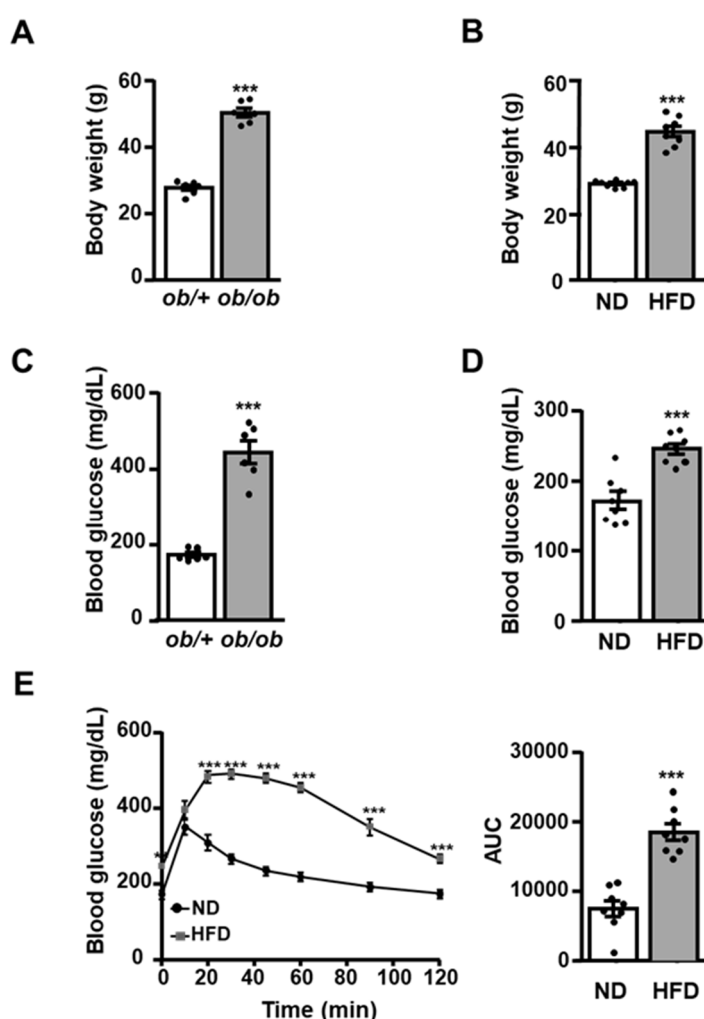 A
Body weight (g)
60
40
20
0
***
ob/+ ob/ob
B
Body weight (g)
60
40
20
0
***
ND HFD
C
Blood glucose (mg/dL)
600
400
200
0
***
ob/+ ob/ob
D
Blood glucose (mg/dL)
300
200
100
0
***
ND HFD
E
Blood glucose (mg/dL)
600
400
200
0
*** *** *** *** *** ***
ND
HFD
0 20 40 60 80 100 120
Time (min)
AUC
30000
20000
10000
0
***
ND HFD